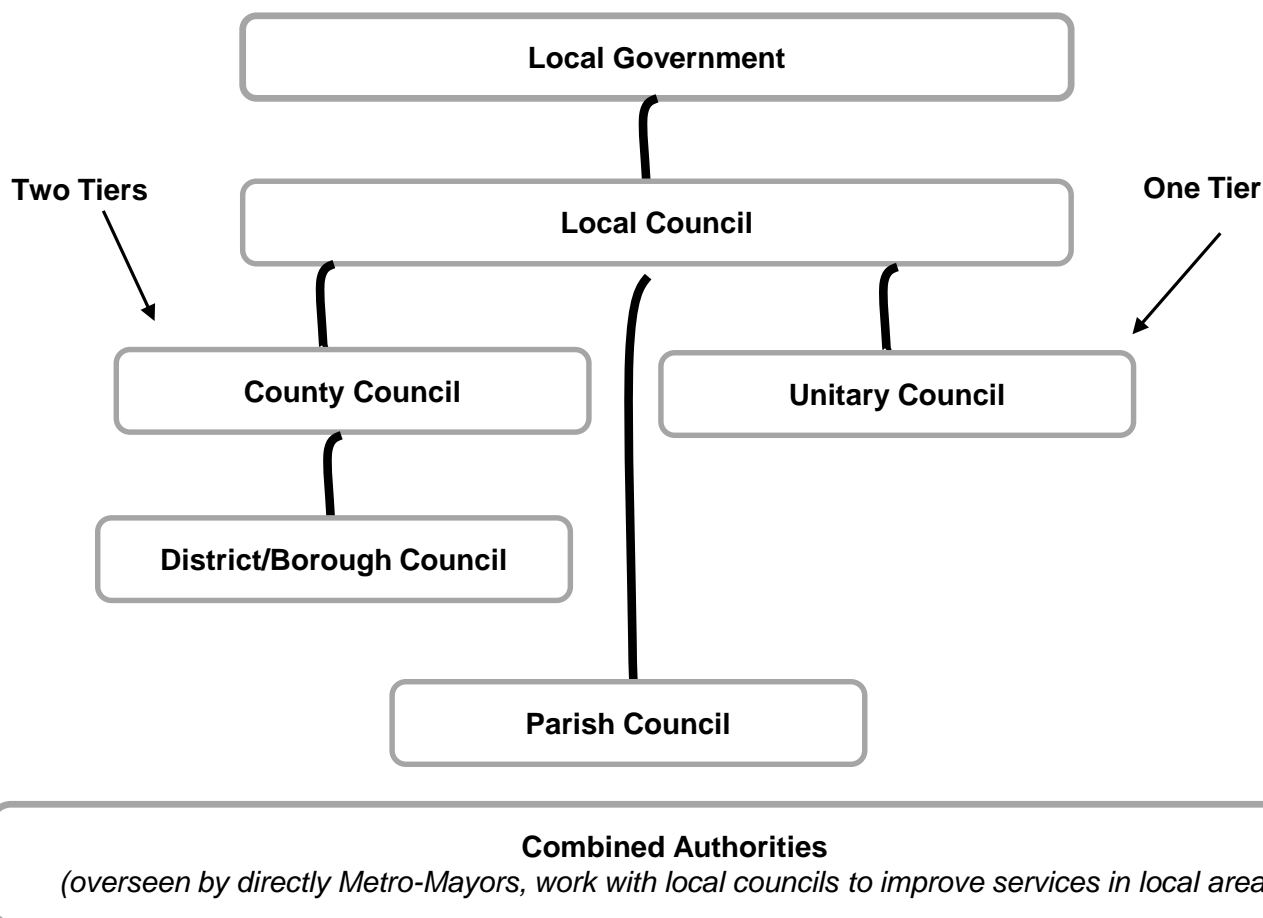 Local Government
Two Tiers
Local Council
One Tier
County Council
Unitary Council
District/Borough Council
Parish Council
Combined Authorities
(overseen by directly Metro-Mayors, work with local councils to improve services in local area